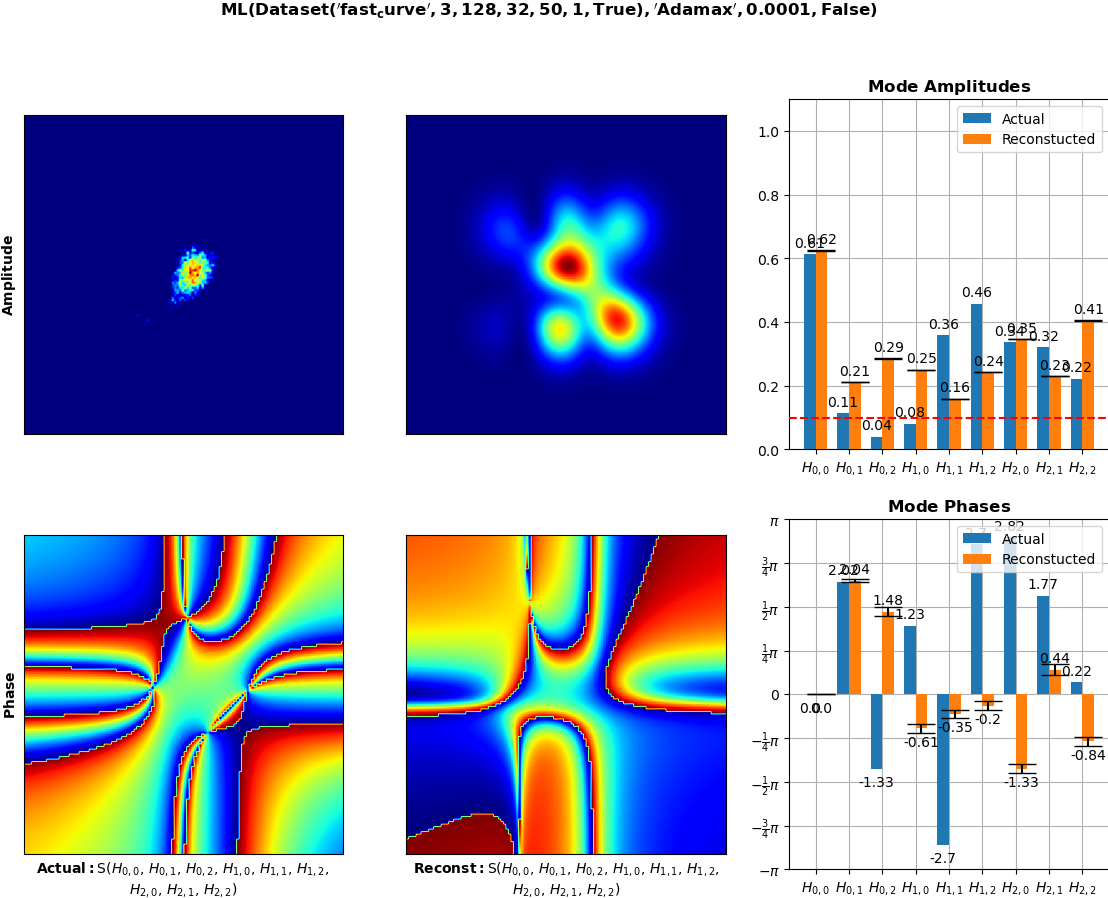 ML(Dataset('fast_curve', 3, 128, 32, 50, 1, True), 'Adamax', 0.0001, False)
Amplitude
Mode Amplitudes
Actual
Reconstucted
1.0
0.8
0.6
0.4
0.2
0.0
0.61 0.62
0.11 0.21
0.04 0.29
0.08 0.25
0.36 0.16
0.46 0.24
0.34 0.35
0.32 0.23
0.22 0.41
H0,0 H0,1 H0,2 H1,0 H1,1 H1,2 H2,0 H2,1 H2,2
Phase
Actual: S(H0,0, H0,1, H0,2, H1,0, H1,1, H1,2,
H2,0, H2,1, H2,2)
Reconst: S(H0,0, H0,1, H0,2, H1,0, H1,1, H1,2,
H2,0, H2,1, H2,2)
Mode Phases
Actual
Reconstucted
π
3/4π
1/2π
1/4π
0
−1/4π
−1/2π
−3/4π
−π
0.0 0.0
2.04
-1.33 1.48
1.23 -0.61
-2.7 -0.35
2.7 -0.2
2.82 -1.33
1.77 0.44
0.22 -0.84
H0,0 H0,1 H0,2 H1,0 H1,1 H1,2 H2,0 H2,1 H2,2